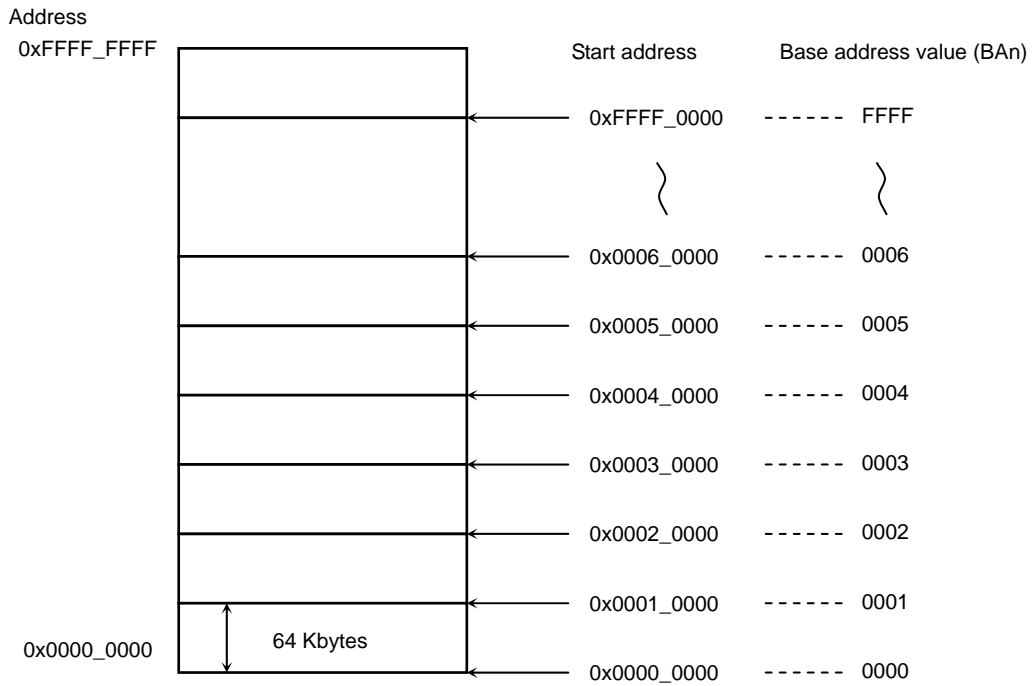 Address
0xFFFF_FFFF Start address Base address value (BAn)
0xFFFF_0000 ------ FFFF
0x0006_0000 ------ 0006
0x0005_0000 ------ 0005
0x0004_0000 ------ 0004
0x0003_0000 ------ 0003
0x0002_0000 ------ 0002
0x0001_0000 ------ 0001
64 Kbytes
0x0000_0000
0x0000_0000 ------ 0000